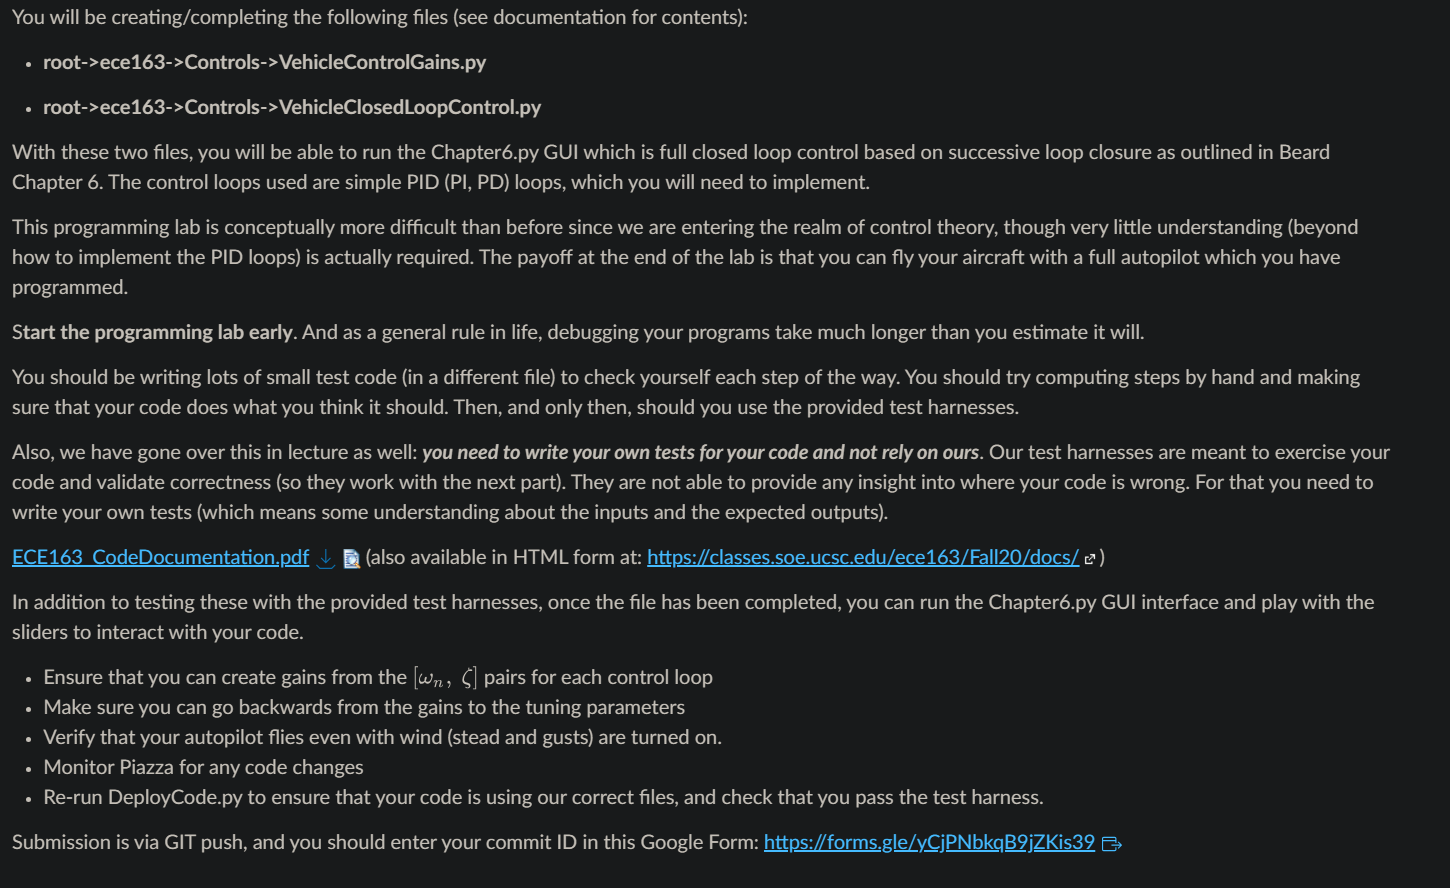 You will be creating/completing the following files (see documentation for contents):
• root->ece163->Controls->VehicleControlGains.py
• root->ece163->Controls->VehicleClosedLoopControl.py
With these two files, you will be able to run the Chapter6.py GUI which is full closed loop control based on successive loop closure as outlined in Beard
Chapter 6. The control loops used are simple PID (PI, PD) loops, which you will need to implement.
This programming lab is conceptually more difficult than before since we are entering the realm of control theory, though very little understanding (beyond
how to implement the PID loops) is actually required. The payoff at the end of the lab is that you can fly your aircraft with a full autopilot which you have
programmed.
Start the programming lab early. And as a general rule in life, debugging your programs take much longer than you estimate it will.
You should be writing lots of small test code (in a different file) to check yourself each step of the way. You should try computing steps by hand and making
sure that your code does what you think it should. Then, and only then, should you use the provided test harnesses.
Also, we have gone over this in lecture as well: you need to write your own tests for your code and not rely on ours. Our test harnesses are meant to exercise your
code and validate correctness (so they work with the next part). They are not able to provide any insight into where your code is wrong. For that you need to
write your own tests (which means some understanding about the inputs and the expected outputs).
ECE163_CodeDocumentation.pdf (also available in HTML form at: https://classes.soe.ucsc.edu/ece163/Fall20/docs/ )
In addition to testing these with the provided test harnesses, once the file has been completed, you can run the Chapter6.py GUI interface and play with the
sliders to interact with your code.
• Ensure that you can create gains from the [ωₙ, ζ] pairs for each control loop
• Make sure you can go backwards from the gains to the tuning parameters
• Verify that your autopilot flies even with wind (stead and gusts) are turned on.
• Monitor Piazza for any code changes
• Re-run DeployCode.py to ensure that your code is using our correct files, and check that you pass the test harness.
Submission is via GIT push, and you should enter your commit ID in this Google Form: https://forms.gle/yCjPNbkqB9jZKis39